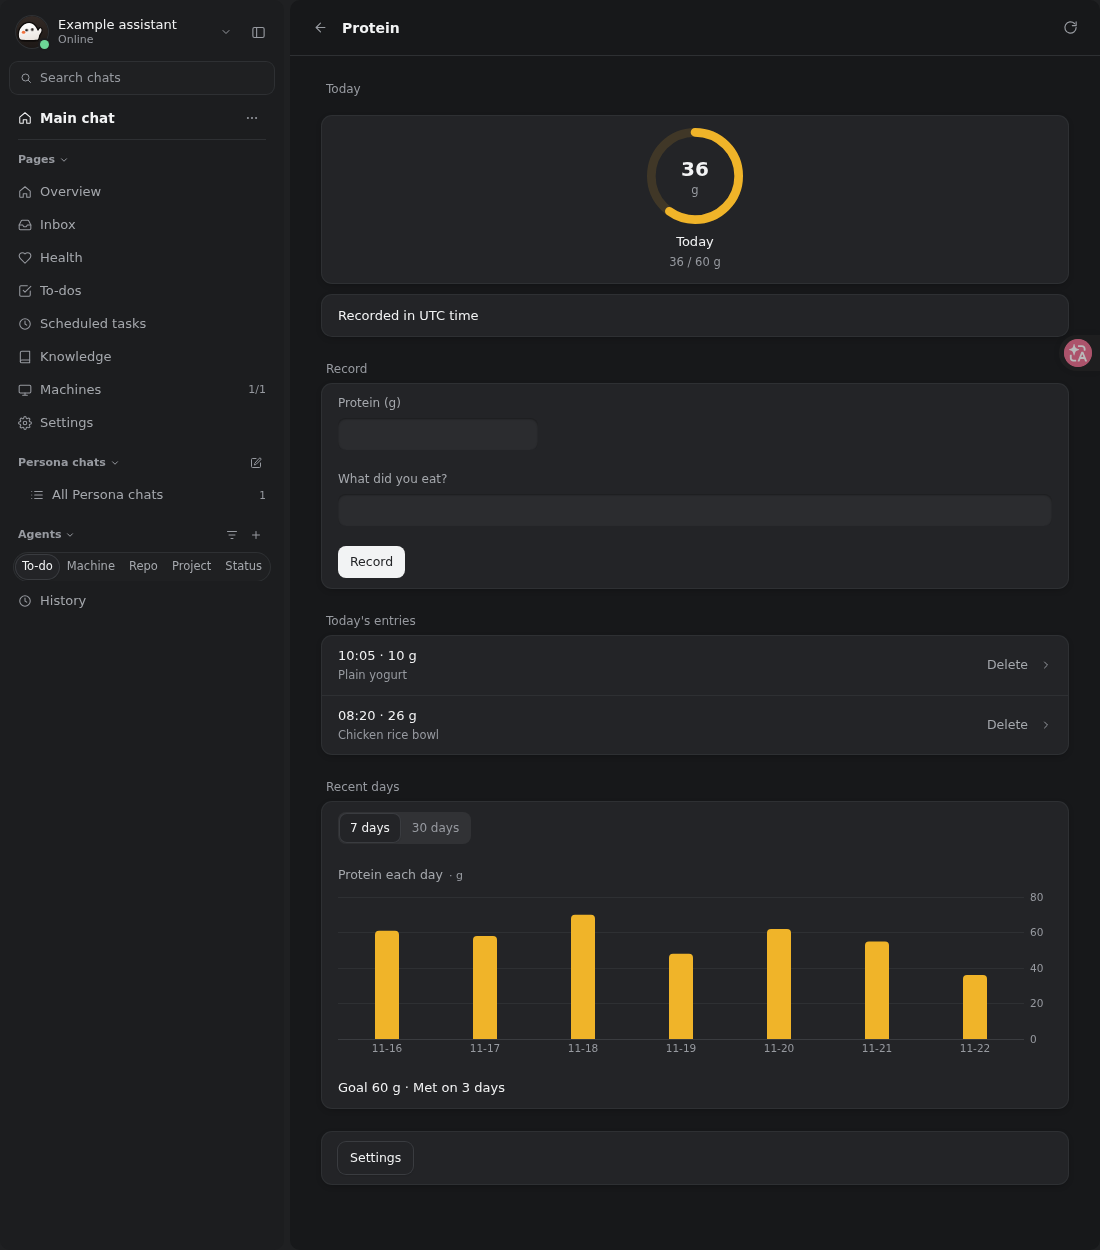 Example assistant
Online
Search chats
Main chat
Pages
Overview
Inbox
Health
To-dos
Scheduled tasks
Knowledge
Machines 1/1
Settings
Persona chats
All Persona chats 1
Agents
To-do Machine Repo Project Status
History
Protein
Today
36
g
Today
36 / 60 g
Recorded in UTC time
Record
Protein (g)
What did you eat?
Record
Today's entries
10:05 · 10 g
Plain yogurt
Delete
08:20 · 26 g
Chicken rice bowl
Delete
Recent days
7 days 30 days
Protein each day · g
80
60
40
20
0
11-16 11-17 11-18 11-19 11-20 11-21 11-22
Goal 60 g · Met on 3 days
Settings